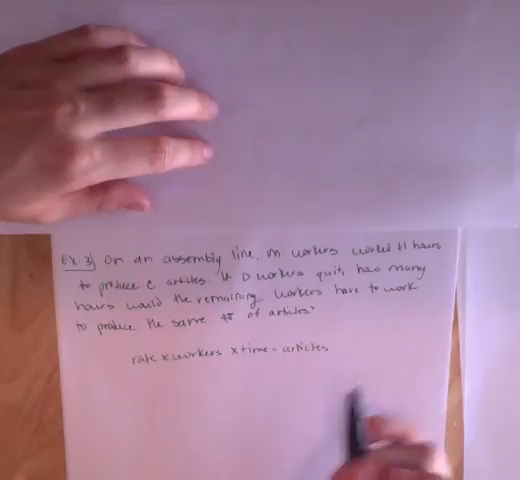 Ex. 3) On an assembly line, M workers worked H hours
to produce C articles. If D workers quit, how many
hours would the remaining workers have to work
to produce the same # of articles?
rate x workers x time = articles